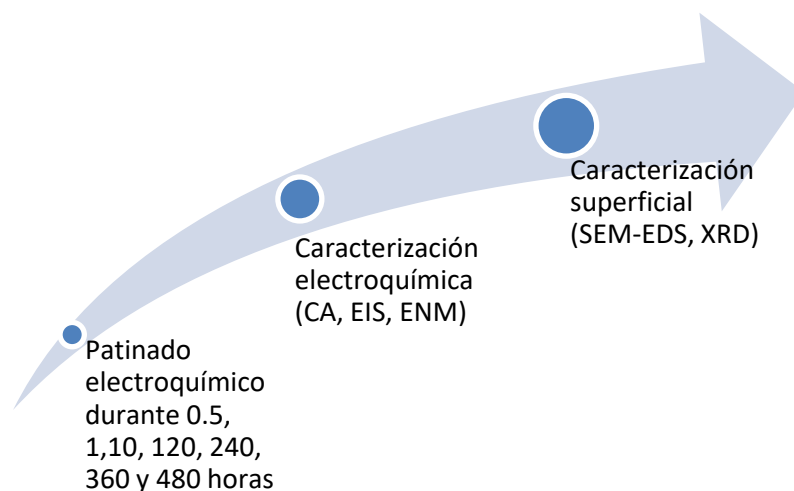 Patinado
electroquímico
durante 0.5,
1,10, 120, 240,
360 y 480 horas
Caracterización
electroquímica
(CA, EIS, ENM)
Caracterización
superficial
(SEM-EDS, XRD)